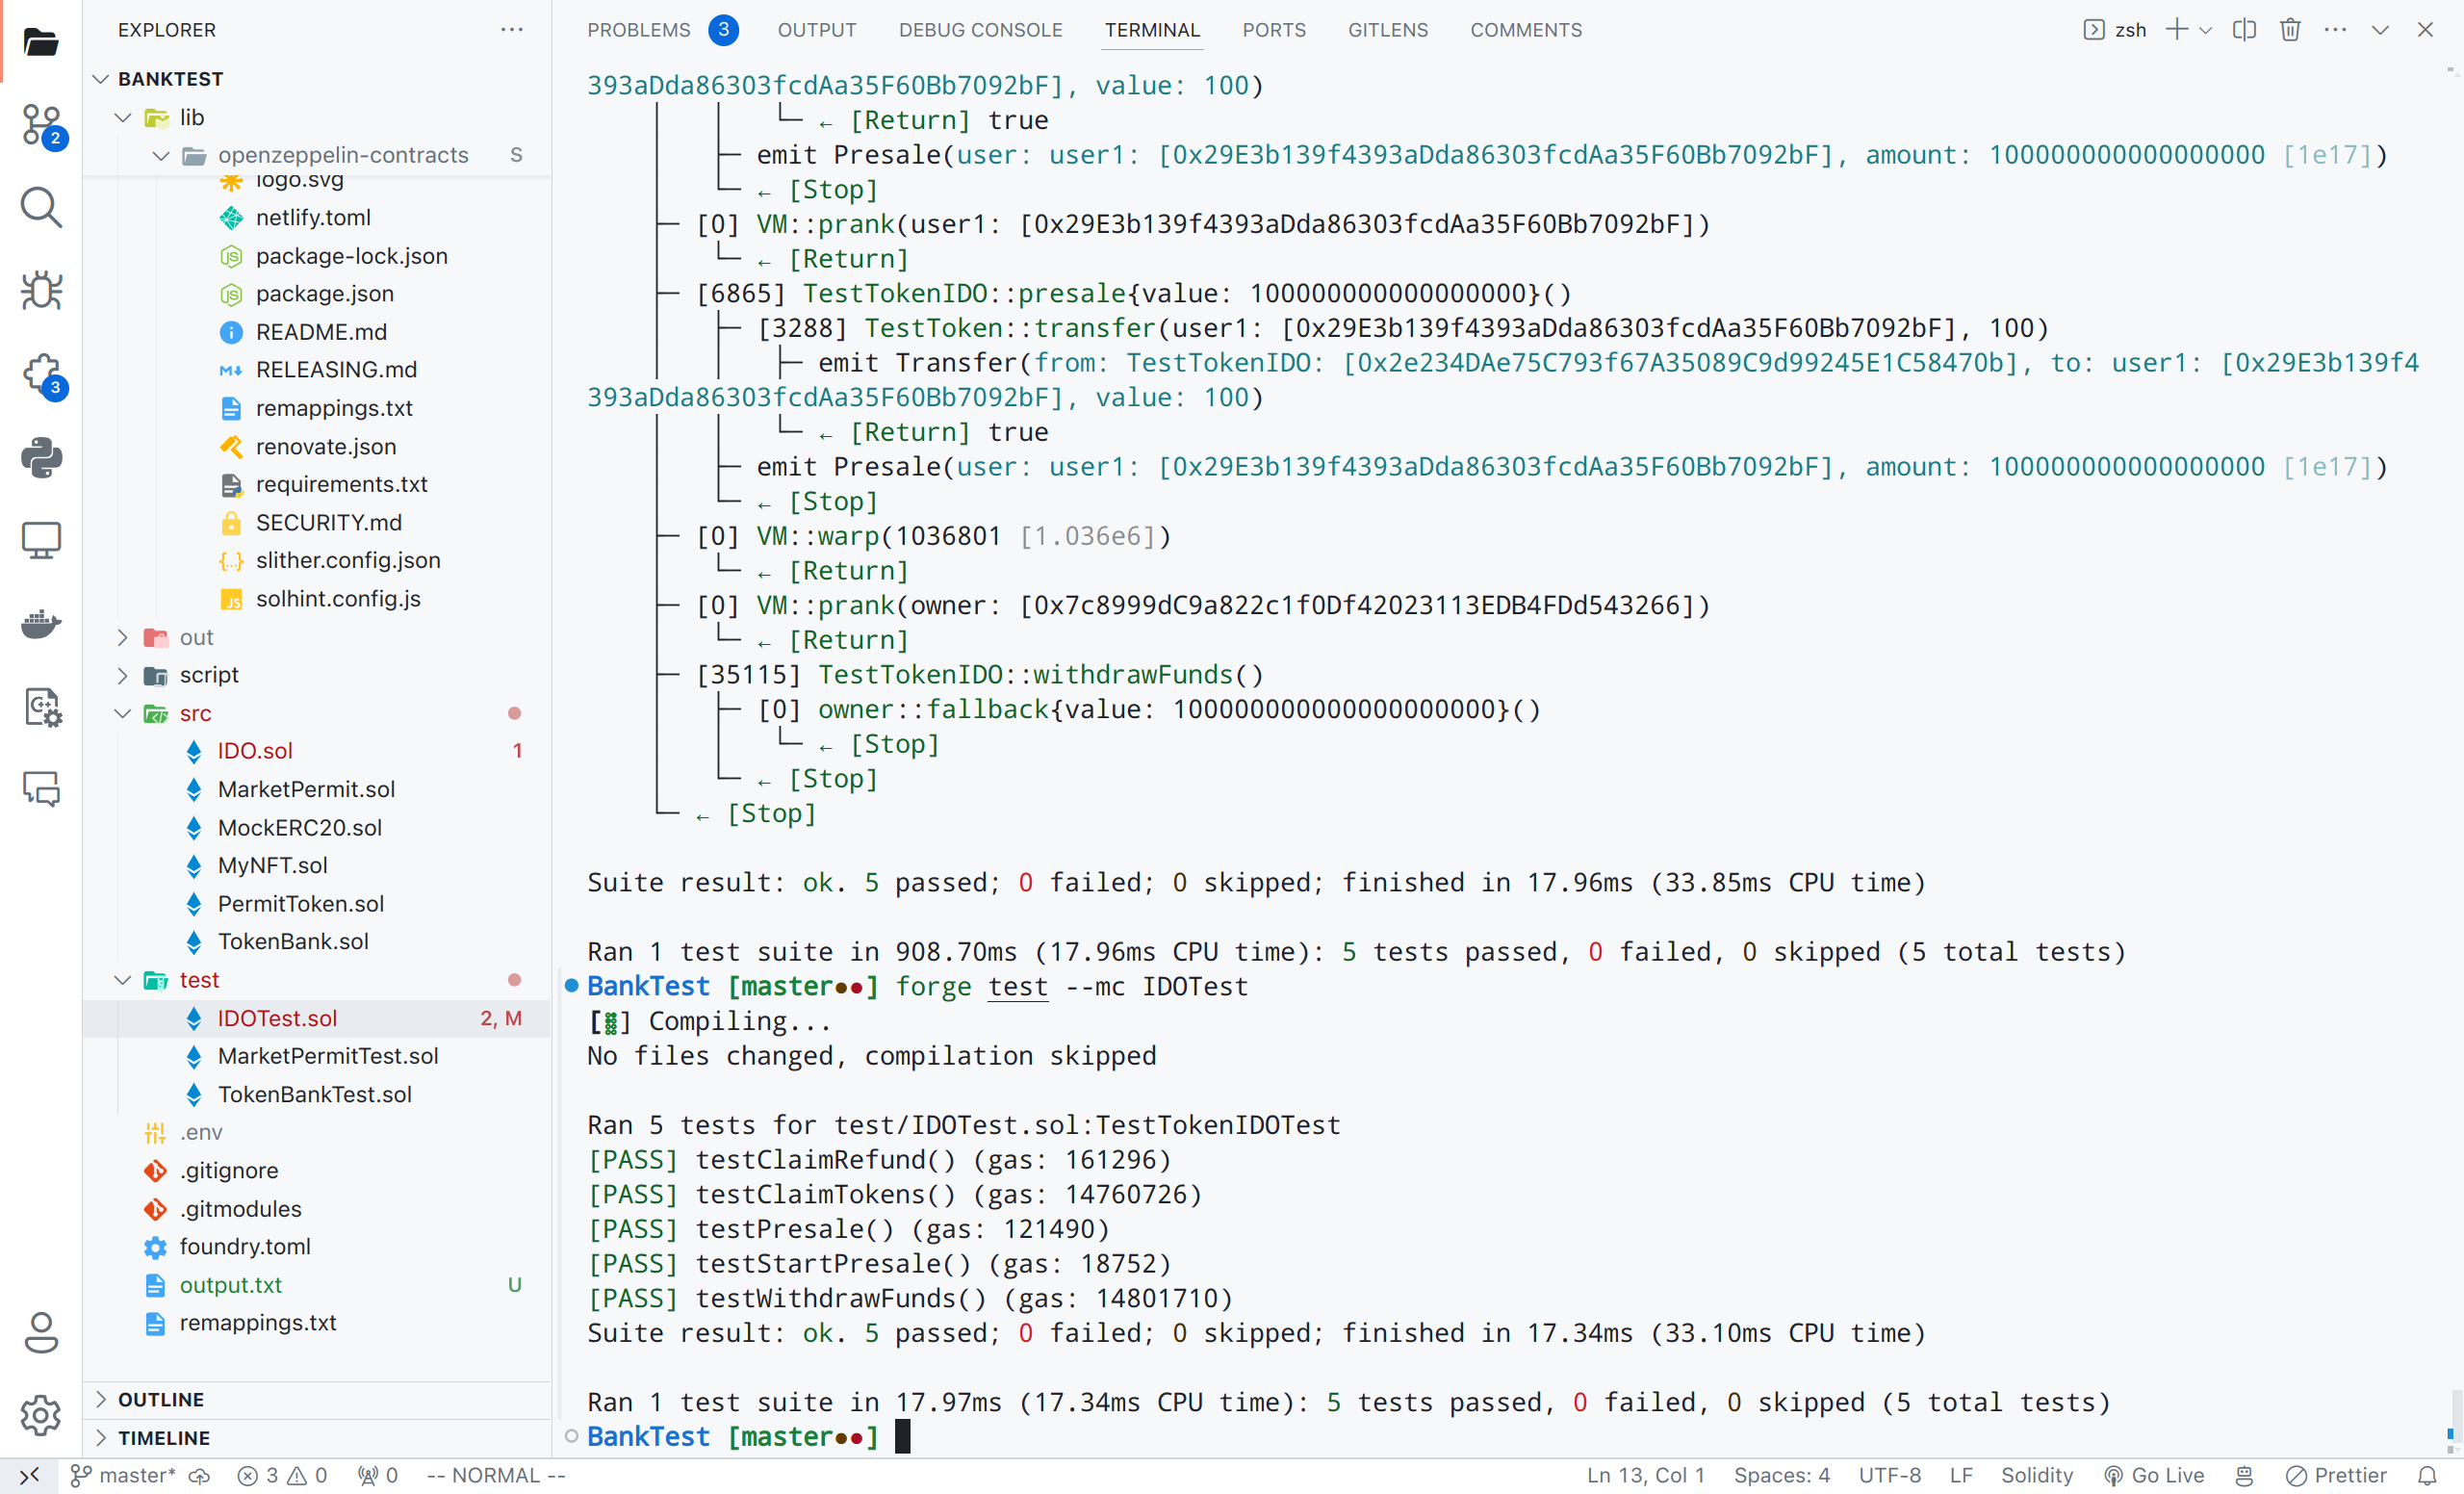 EXPLORER
BANKTEST
lib
openzeppelin-contracts S
logo.svg
netlify.toml
package-lock.json
package.json
README.md
RELEASING.md
remappings.txt
renovate.json
requirements.txt
SECURITY.md
slither.config.json
solhint.config.js
out
script
src
IDO.sol 1
MarketPermit.sol
MockERC20.sol
MyNFT.sol
PermitToken.sol
TokenBank.sol
test
IDOTest.sol 2, M
MarketPermitTest.sol
TokenBankTest.sol
.env
.gitignore
.gitmodules
foundry.toml
output.txt U
remappings.txt
OUTLINE
TIMELINE
2
3
PROBLEMS 3 OUTPUT DEBUG CONSOLE TERMINAL PORTS GITLENS COMMENTS zsh
393aDda86303fcdAa35F60Bb7092bF], value: 100)
← [Return] true
emit Presale(user: user1: [0x29E3b139f4393aDda86303fcdAa35F60Bb7092bF], amount: 100000000000000000 [1e17])
← [Stop]
[0] VM::prank(user1: [0x29E3b139f4393aDda86303fcdAa35F60Bb7092bF])
← [Return]
[6865] TestTokenIDO::presale{value: 100000000000000000}()
[3288] TestToken::transfer(user1: [0x29E3b139f4393aDda86303fcdAa35F60Bb7092bF], 100)
emit Transfer(from: TestTokenIDO: [0x2e234DAe75C793f67A35089C9d99245E1C58470b], to: user1: [0x29E3b139f4
393aDda86303fcdAa35F60Bb7092bF], value: 100)
← [Return] true
emit Presale(user: user1: [0x29E3b139f4393aDda86303fcdAa35F60Bb7092bF], amount: 100000000000000000 [1e17])
← [Stop]
[0] VM::warp(1036801 [1.036e6])
← [Return]
[0] VM::prank(owner: [0x7c8999dC9a822c1f0Df42023113EDB4FDd543266])
← [Return]
[35115] TestTokenIDO::withdrawFunds()
[0] owner::fallback{value: 100000000000000000000}()
← [Stop]
← [Stop]
← [Stop]
Suite result: ok. 5 passed; 0 failed; 0 skipped; finished in 17.96ms (33.85ms CPU time)
Ran 1 test suite in 908.70ms (17.96ms CPU time): 5 tests passed, 0 failed, 0 skipped (5 total tests)
BankTest [master●●] forge test --mc IDOTest
[⣿] Compiling...
No files changed, compilation skipped
Ran 5 tests for test/IDOTest.sol:TestTokenIDOTest
[PASS] testClaimRefund() (gas: 161296)
[PASS] testClaimTokens() (gas: 14760726)
[PASS] testPresale() (gas: 121490)
[PASS] testStartPresale() (gas: 18752)
[PASS] testWithdrawFunds() (gas: 14801710)
Suite result: ok. 5 passed; 0 failed; 0 skipped; finished in 17.34ms (33.10ms CPU time)
Ran 1 test suite in 17.97ms (17.34ms CPU time): 5 tests passed, 0 failed, 0 skipped (5 total tests)
BankTest [master●●]
master* 3 0 0 -- NORMAL -- Ln 13, Col 1 Spaces: 4 UTF-8 LF Solidity Go Live Prettier